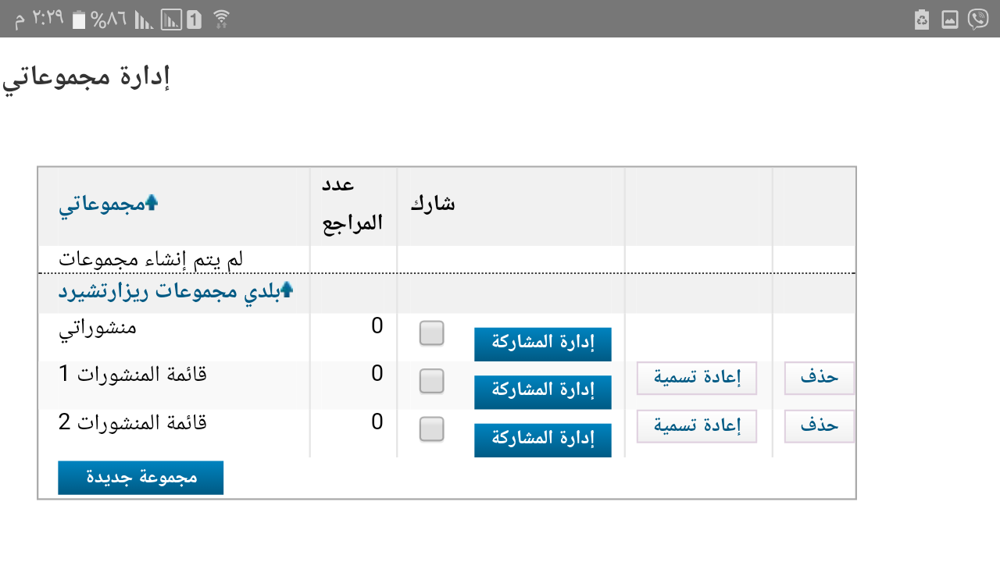 ٢:٢٩ م
%٨٦
1
إدارة مجموعاتي
مجموعاتي
عدد المراجع
شارك
لم يتم إنشاء مجموعات
بلدي مجموعات ريزارتشيرد
منشوراتي 0 إدارة المشاركة
قائمة المنشورات 1 0 إدارة المشاركة إعادة تسمية حذف
قائمة المنشورات 2 0 إدارة المشاركة إعادة تسمية حذف
مجموعة جديدة